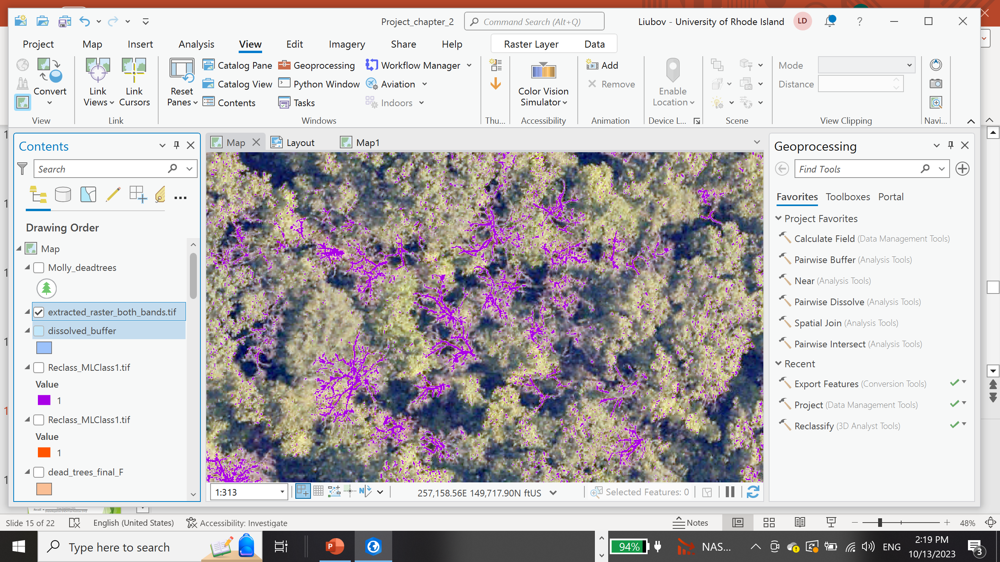 Project_chapter_2
Command Search (Alt+Q)
Liubov - University of Rhode Island
LD
?
Project
Map
Insert
Analysis
View
Edit
Imagery
Share
Help
Raster Layer
Data
Convert
View
Link
Views
Link
Cursors
Link
Reset
Panes
Catalog Pane
Catalog View
Contents
Geoprocessing
Python Window
Tasks
Workflow Manager
Aviation
Indoors
Windows
Thu...
Color Vision
Simulator
Accessibility
Add
Remove
Animation
Enable
Location
Device L...
Scene
Mode
Distance
View Clipping
Navi...
Contents
Search
Drawing Order
Map
Molly_deadtrees
extracted_raster_both_bands.tif
dissolved_buffer
Reclass_MLClass1.tif
Value
1
Reclass_MLClass1.tif
Value
1
dead_trees_final_F
Map
Layout
Map1
1:313
N
257,158.56E 149,717.90N ftUS
Selected Features: 0
Geoprocessing
Find Tools
Favorites
Toolboxes
Portal
Project Favorites
Calculate Field (Data Management Tools)
Pairwise Buffer (Analysis Tools)
Near (Analysis Tools)
Pairwise Dissolve (Analysis Tools)
Spatial Join (Analysis Tools)
Pairwise Intersect (Analysis Tools)
Recent
Export Features (Conversion Tools)
Project (Data Management Tools)
Reclassify (3D Analyst Tools)
1
1
1
1
1
1
Recall =
Slide 15 of 22
English (United States)
Accessibility: Investigate
Notes
48%
Type here to search
P
94%
NAS...
ENG
2:19 PM
10/13/2023
3